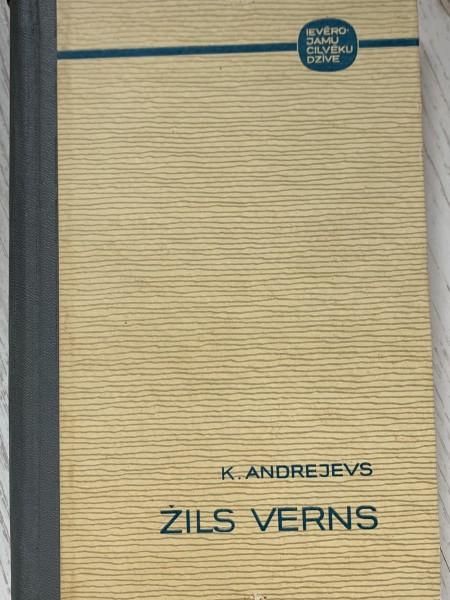 IEVĒRO-
JAMU
CILVĒKU
DZĪVE
K. ANDREJEVS
ŽILS VERNS